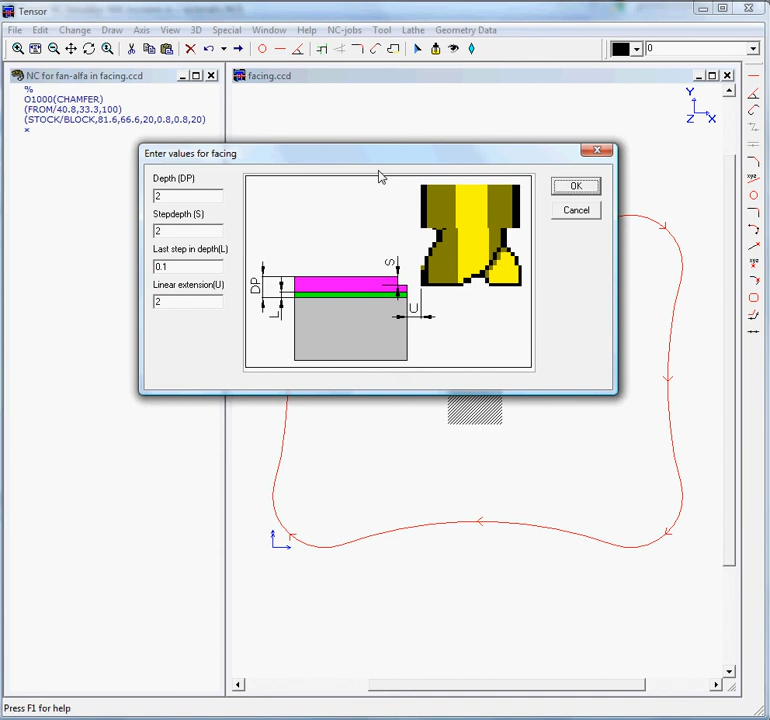 Tensor
File Edit Change Draw Axis View 3D Special Window Help NC-jobs Tool Lathe Geometry Data
0
NC for fan-alfa in facing.ccd
facing.ccd
%
O1000(CHAMFER)
(FROM/40.8,33.3,100)
(STOCK/BLOCK,81.6,66.6,20,0.8,0.8,20)
×
Y
Z X
Enter values for facing
Depth (DP)
2
Stepdepth (S)
2
Last step in depth(L)
0.1
Linear extension(U)
2
S
DP
L
U
OK
Cancel
xyz
xyz
Press F1 for help